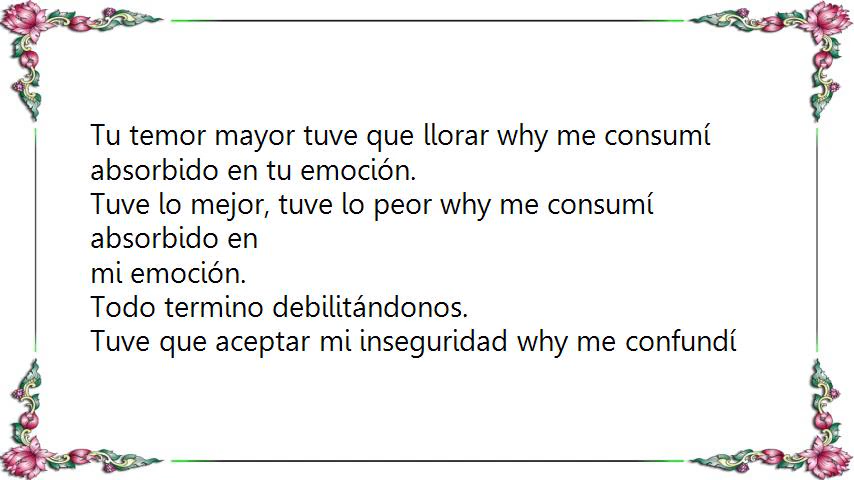 Tu temor mayor tuve que llorar why me consumí
absorbido en tu emoción.
Tuve lo mejor, tuve lo peor why me consumí
absorbido en
mi emoción.
Todo termino debilitándonos.
Tuve que aceptar mi inseguridad why me confundí